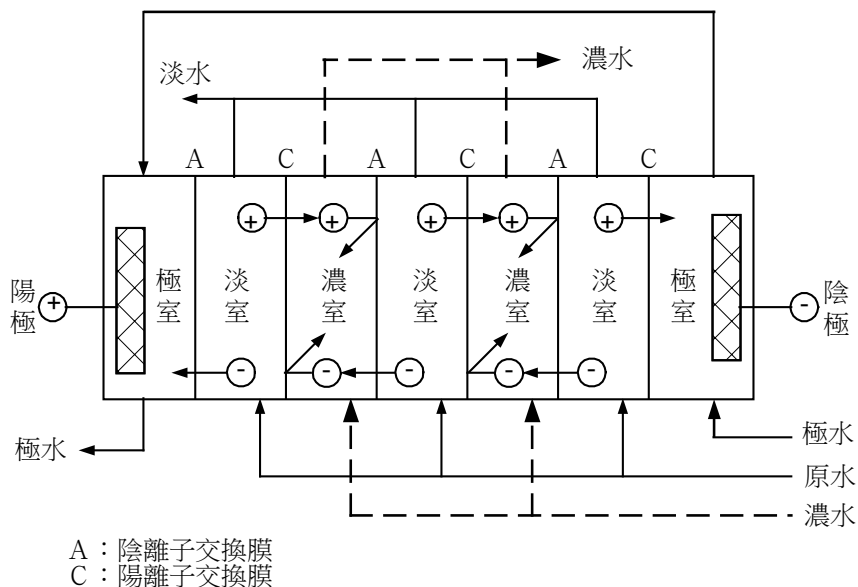 濃水
淡水
A C A C A C
+ + + + +
陽極 + 極室 淡室 濃室 淡室 濃室 淡室 極室 - 陰極
- - - - -
極水 極水
原水
濃水
A：陰離子交換膜
C：陽離子交換膜